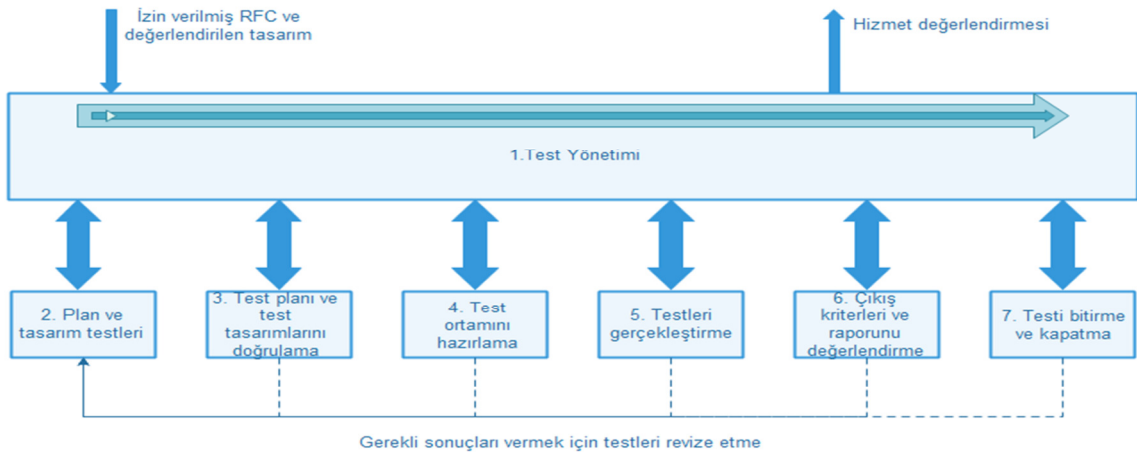 İzin verilmiş RFC ve
değerlendirilen tasarım
Hizmet değerlendirmesi
1.Test Yönetimi
2. Plan ve
tasarım testleri
3. Test planı ve
test
tasarımlarını
doğrulama
4. Test
ortamını
hazırlama
5. Testleri
gerçekleştirme
6. Çıkış
kriterleri ve
raporunu
değerlendirme
7. Testi bitirme
ve kapatma
Gerekli sonuçları vermek için testleri revize etme